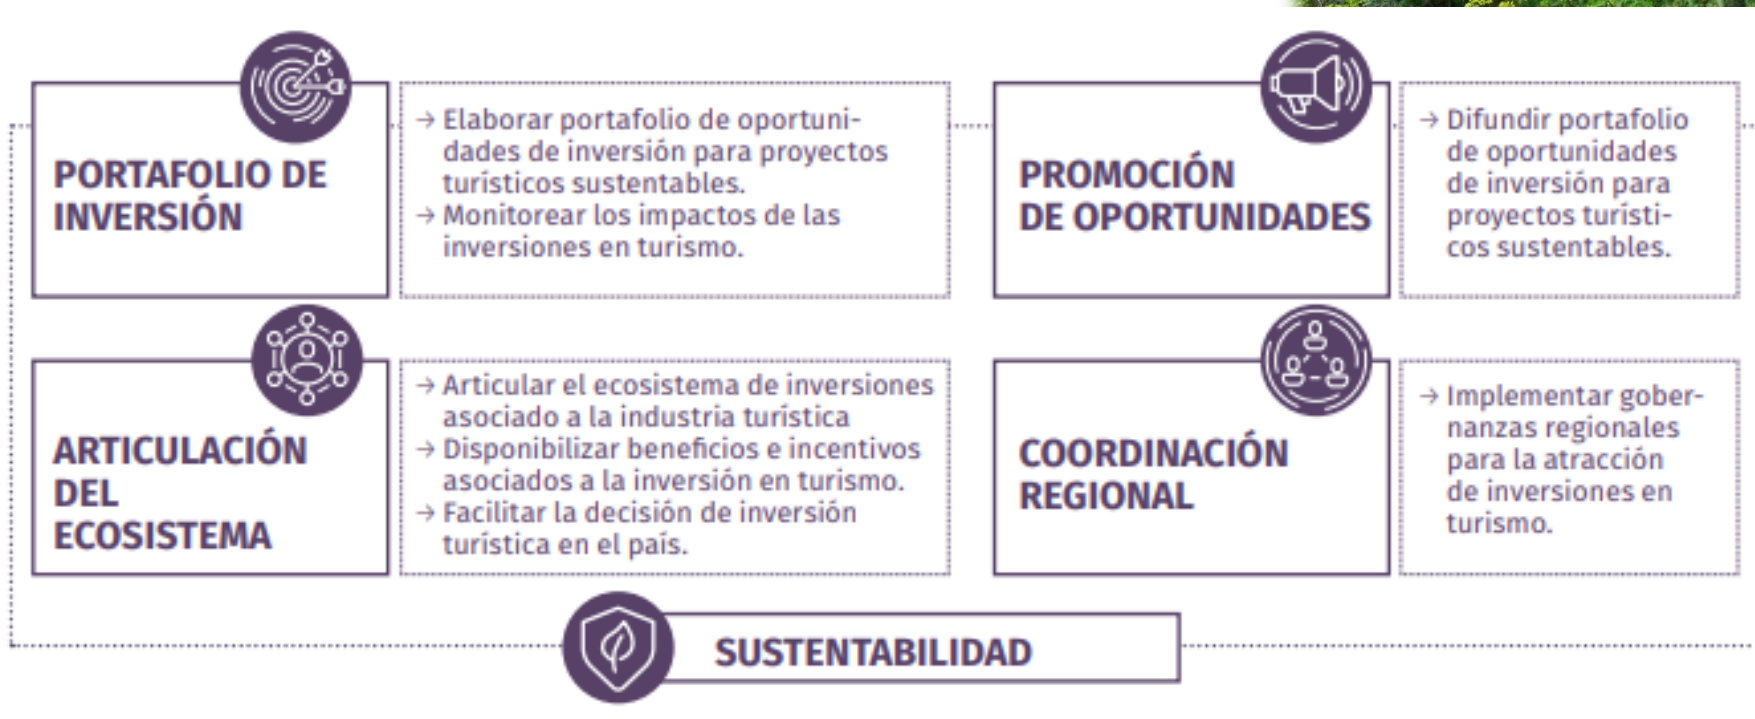 PORTAFOLIO DE
INVERSIÓN
→ Elaborar portafolio de oportuni-
dades de inversión para proyectos
turísticos sustentables.
→ Monitorear los impactos de las
inversiones en turismo.
PROMOCIÓN
DE OPORTUNIDADES
→ Difundir portafolio
de oportunidades
de inversión para
proyectos turísti-
cos sustentables.
ARTICULACIÓN
DEL
ECOSISTEMA
→ Articular el ecosistema de inversiones
asociado a la industria turística
→ Disponibilizar beneficios e incentivos
asociados a la inversión en turismo.
→ Facilitar la decisión de inversión
turística en el país.
COORDINACIÓN
REGIONAL
→ Implementar gober-
nanzas regionales
para la atracción
de inversiones en
turismo.
SUSTENTABILIDAD